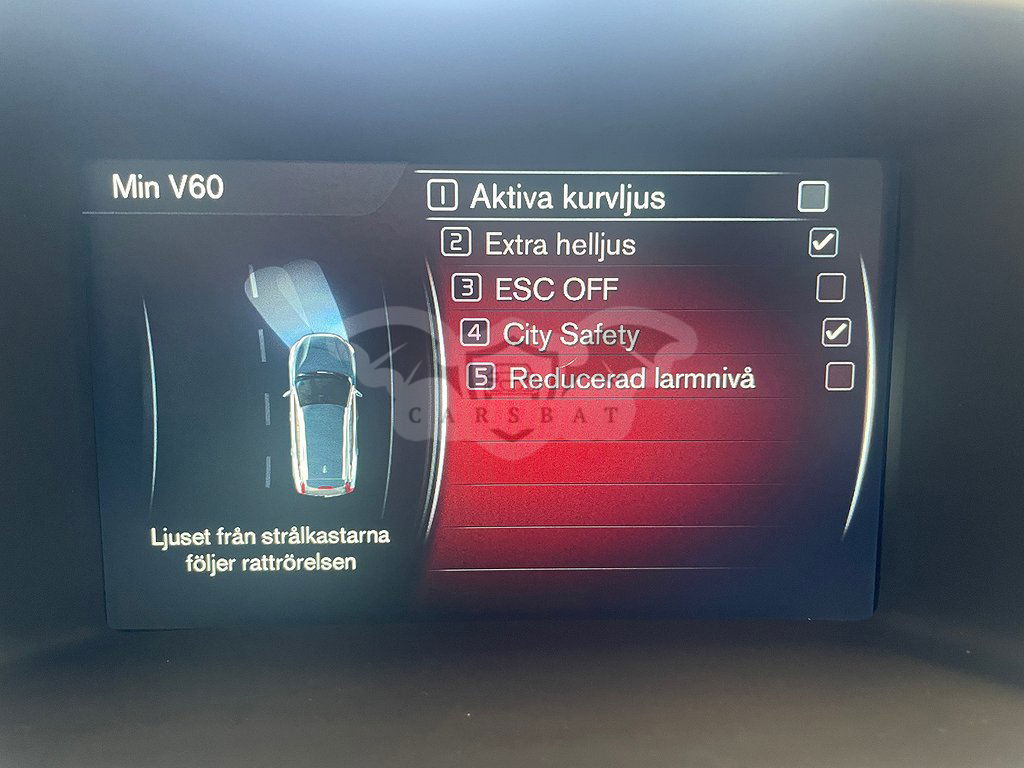 Min V60
1 Aktiva kurvljus
2 Extra helljus
3 ESC OFF
4 City Safety
5 Reducerad larmnivå
CARSBAT
Ljuset från strålkastarna
följer rattrörelsen